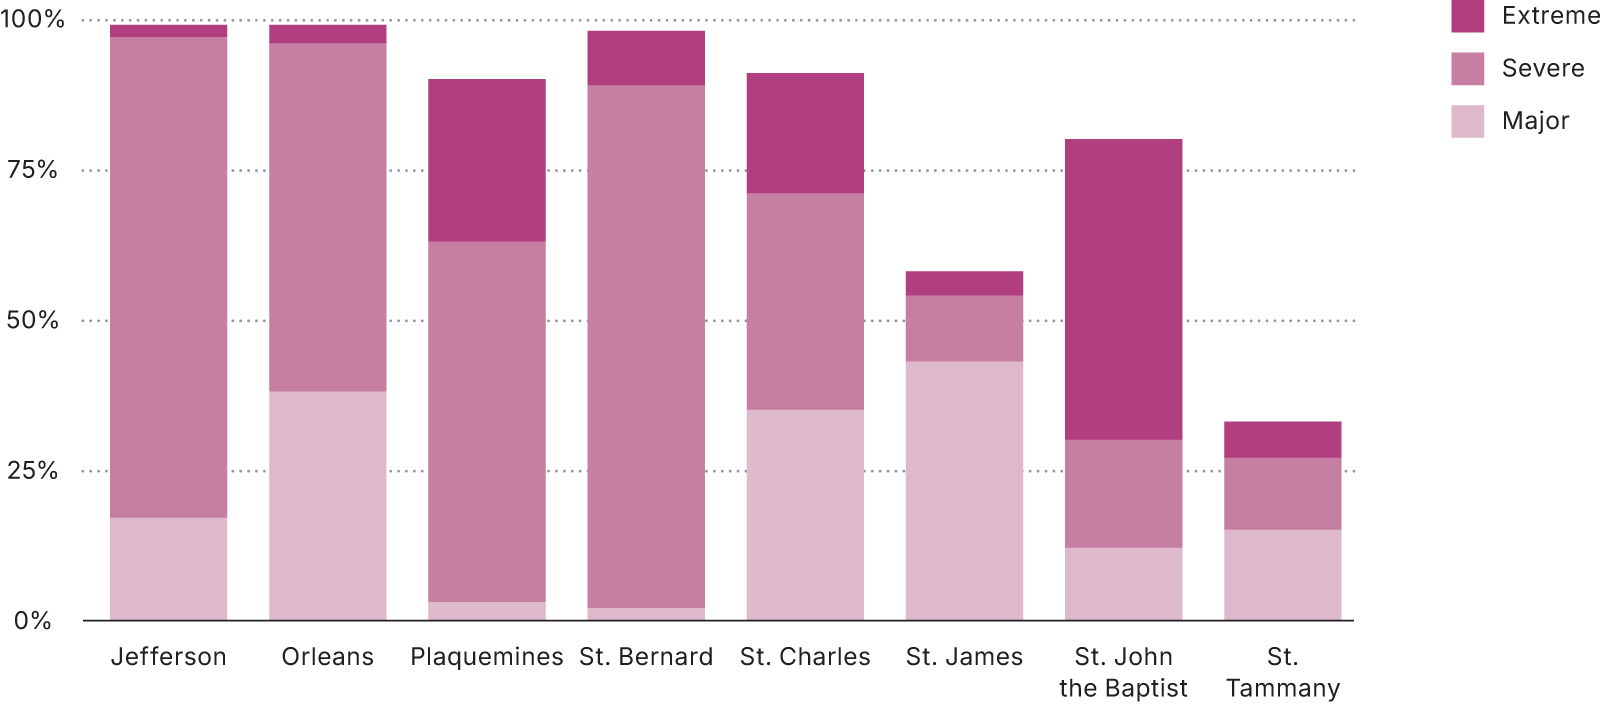 100%
75%
50%
25%
0%
Jefferson
Orleans
Plaquemines
St. Bernard
St. Charles
St. James
St. John
the Baptist
St.
Tammany
Extreme
Severe
Major